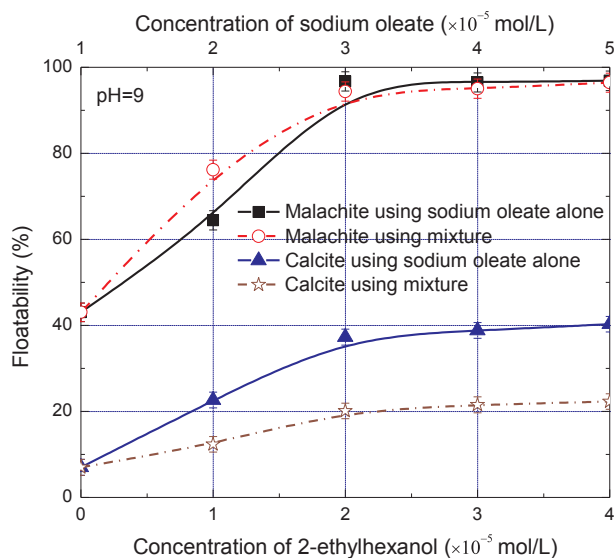 Concentration of sodium oleate (×10⁻⁵ mol/L)
1 2 3 4 5
100
pH=9
80
Malachite using sodium oleate alone
60
Malachite using mixture
Calcite using sodium oleate alone
Calcite using mixture
40
20
0
Floatability (%)
0 1 2 3 4
Concentration of 2-ethylhexanol (×10⁻⁵ mol/L)